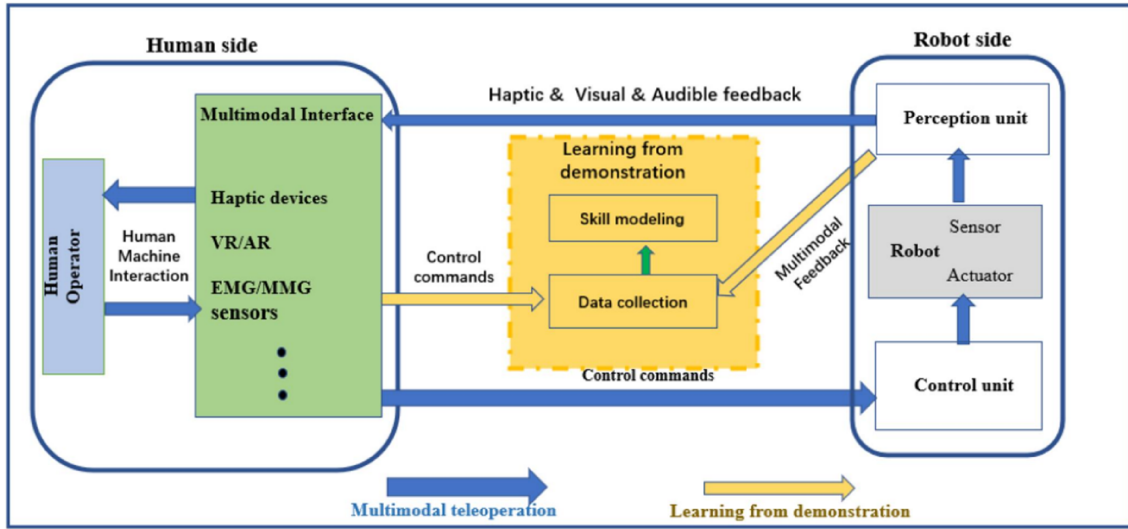 Human side
Robot side
Haptic & Visual & Audible feedback
Multimodal Interface
Perception unit
Learning from
demonstration
Haptic devices
Skill modeling
Sensor
Robot
Actuator
Human
Operator
Human
Machine
Interaction
VR/AR
EMG/MMG
sensors
Control
commands
Data collection
Multimodal
Feedback
Control commands
Control unit
Multimodal teleoperation
Learning from demonstration